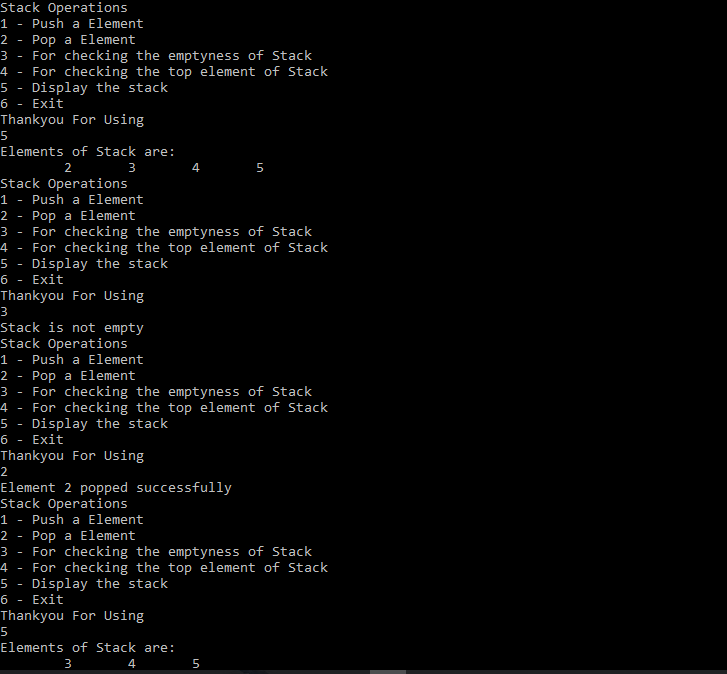 Stack Operations
1 - Push a Element
2 - Pop a Element
3 - For checking the emptyness of Stack
4 - For checking the top element of Stack
5 - Display the stack
6 - Exit
Thankyou For Using
5
Elements of Stack are:
2 3 4 5
Stack Operations
1 - Push a Element
2 - Pop a Element
3 - For checking the emptyness of Stack
4 - For checking the top element of Stack
5 - Display the stack
6 - Exit
Thankyou For Using
3
Stack is not empty
Stack Operations
1 - Push a Element
2 - Pop a Element
3 - For checking the emptyness of Stack
4 - For checking the top element of Stack
5 - Display the stack
6 - Exit
Thankyou For Using
2
Element 2 popped successfully
Stack Operations
1 - Push a Element
2 - Pop a Element
3 - For checking the emptyness of Stack
4 - For checking the top element of Stack
5 - Display the stack
6 - Exit
Thankyou For Using
5
Elements of Stack are:
3 4 5